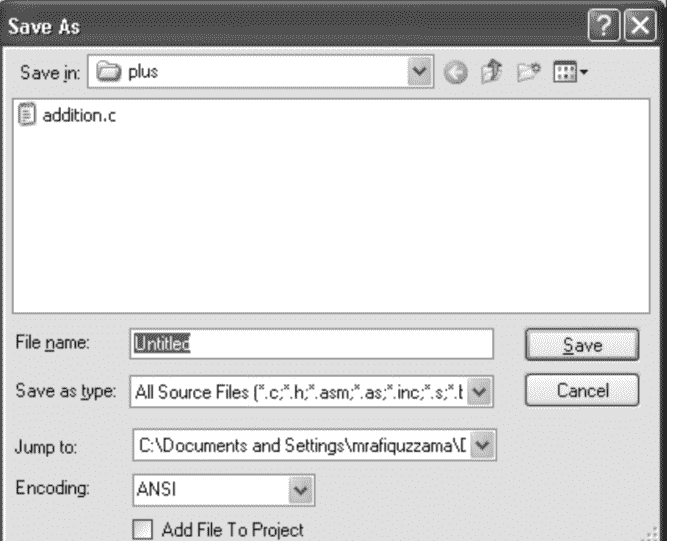 Save As
Save in: plus
addition.c
File name: Untitled Save
Save as type: All Source Files (*.c;*.h;*.asm;*.as;*.inc;*.s;*.t Cancel
Jump to: C:\Documents and Settings\mrafiquzzama\D
Encoding: ANSI
Add File To Project